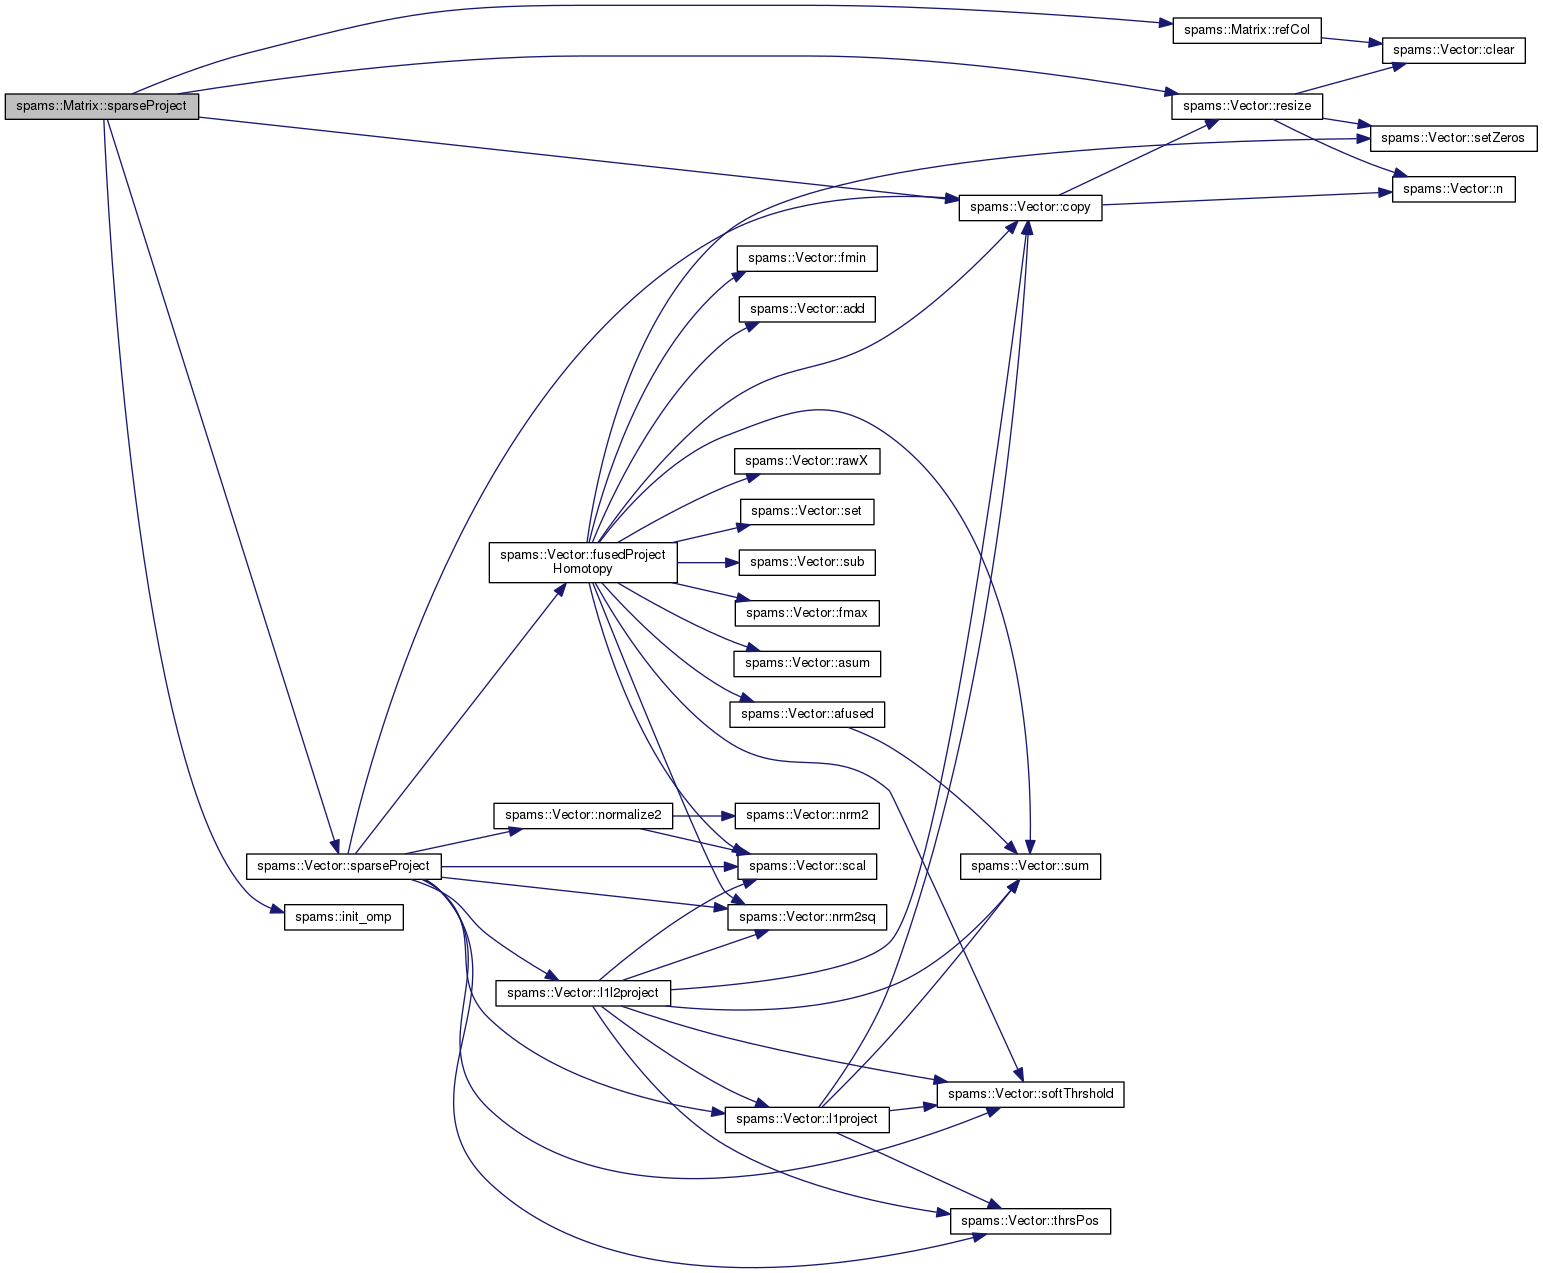 spams::Matrix::refCol
spams::Vector::clear
spams::Matrix::sparseProject
spams::Vector::resize
spams::Vector::setZeros
spams::Vector::n
spams::Vector::copy
spams::Vector::fmin
spams::Vector::add
spams::Vector::rawX
spams::Vector::set
spams::Vector::fusedProject
Homotopy
spams::Vector::sub
spams::Vector::fmax
spams::Vector::asum
spams::Vector::afused
spams::Vector::normalize2
spams::Vector::nrm2
spams::Vector::sparseProject
spams::Vector::scal
spams::Vector::sum
spams::init_omp
spams::Vector::nrm2sq
spams::Vector::l1l2project
spams::Vector::softThrshold
spams::Vector::l1project
spams::Vector::thrsPos